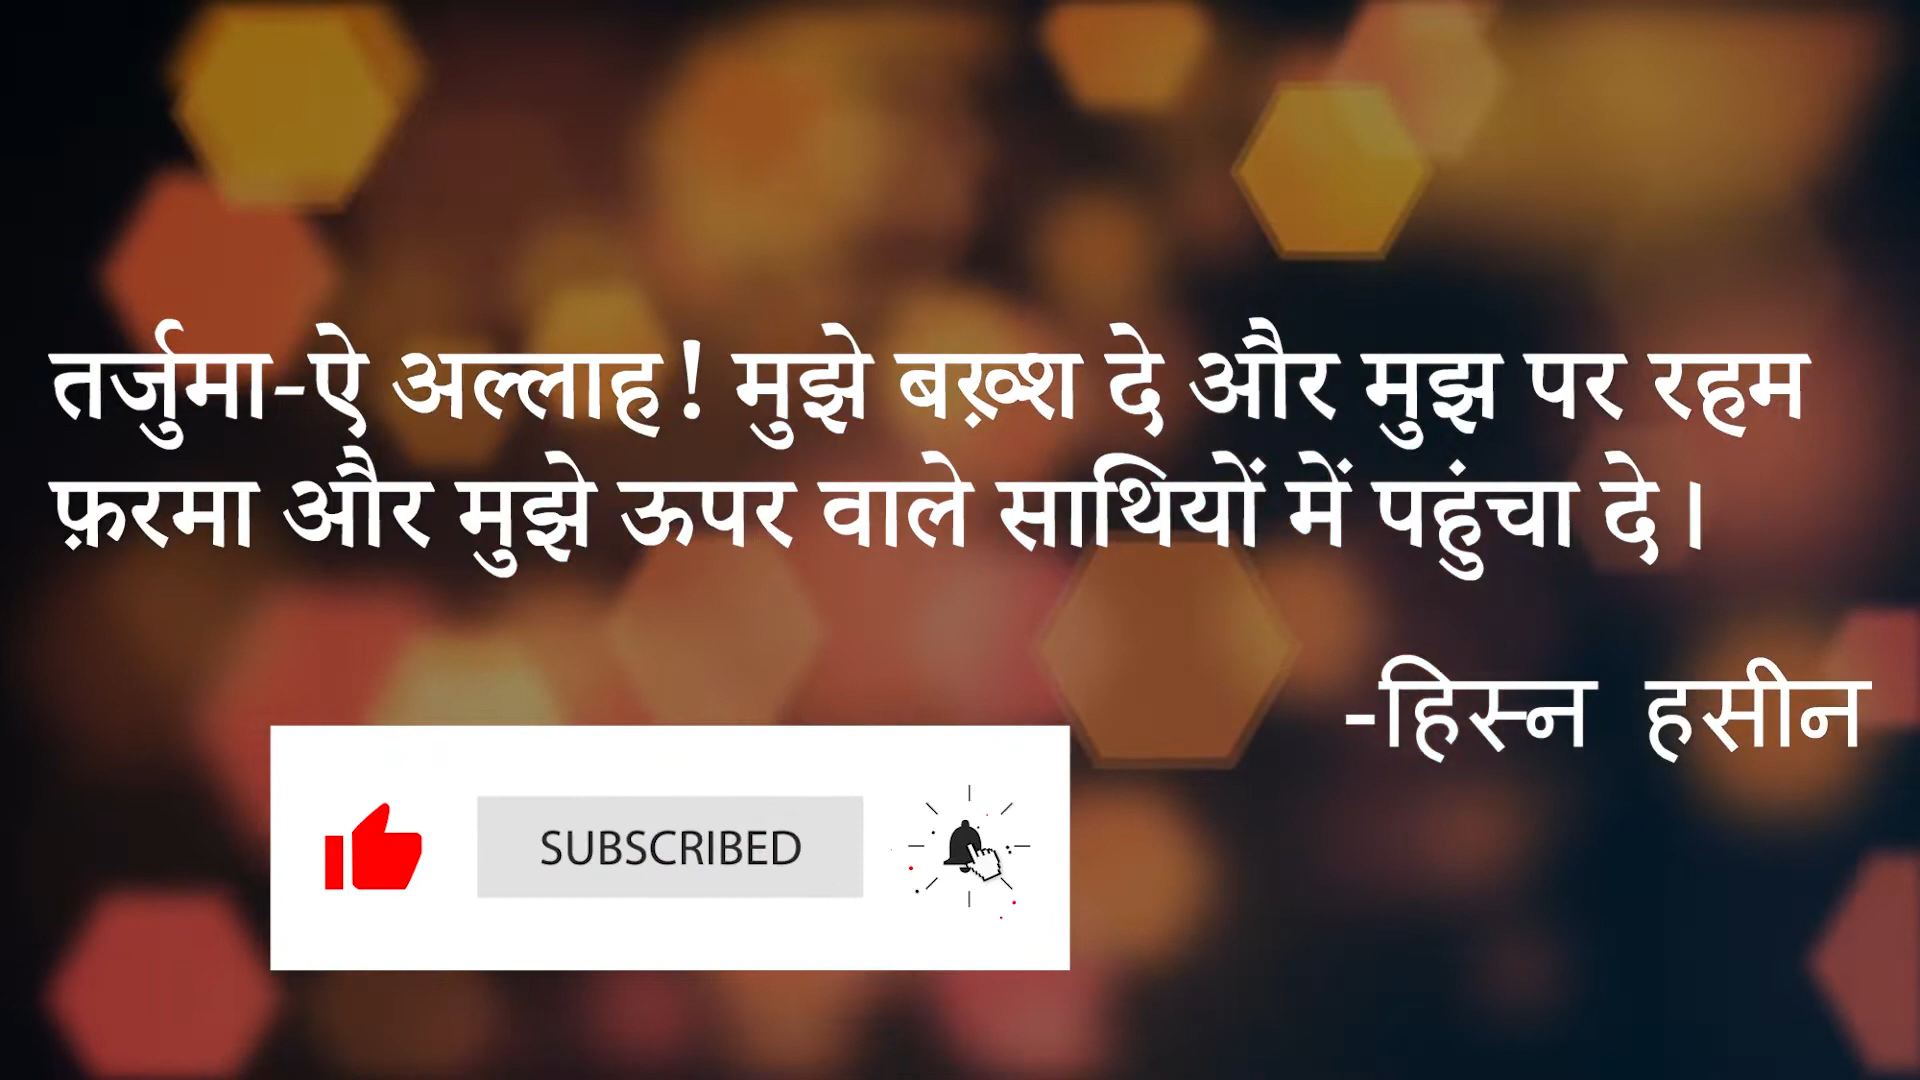 तर्जुमा-ऐ अल्लाह! मुझे बख़्श दे और मुझ पर रहम
फ़रमा और मुझे ऊपर वाले साथियों में पहुंचा दे।
-हिस्न हसीन
SUBSCRIBED